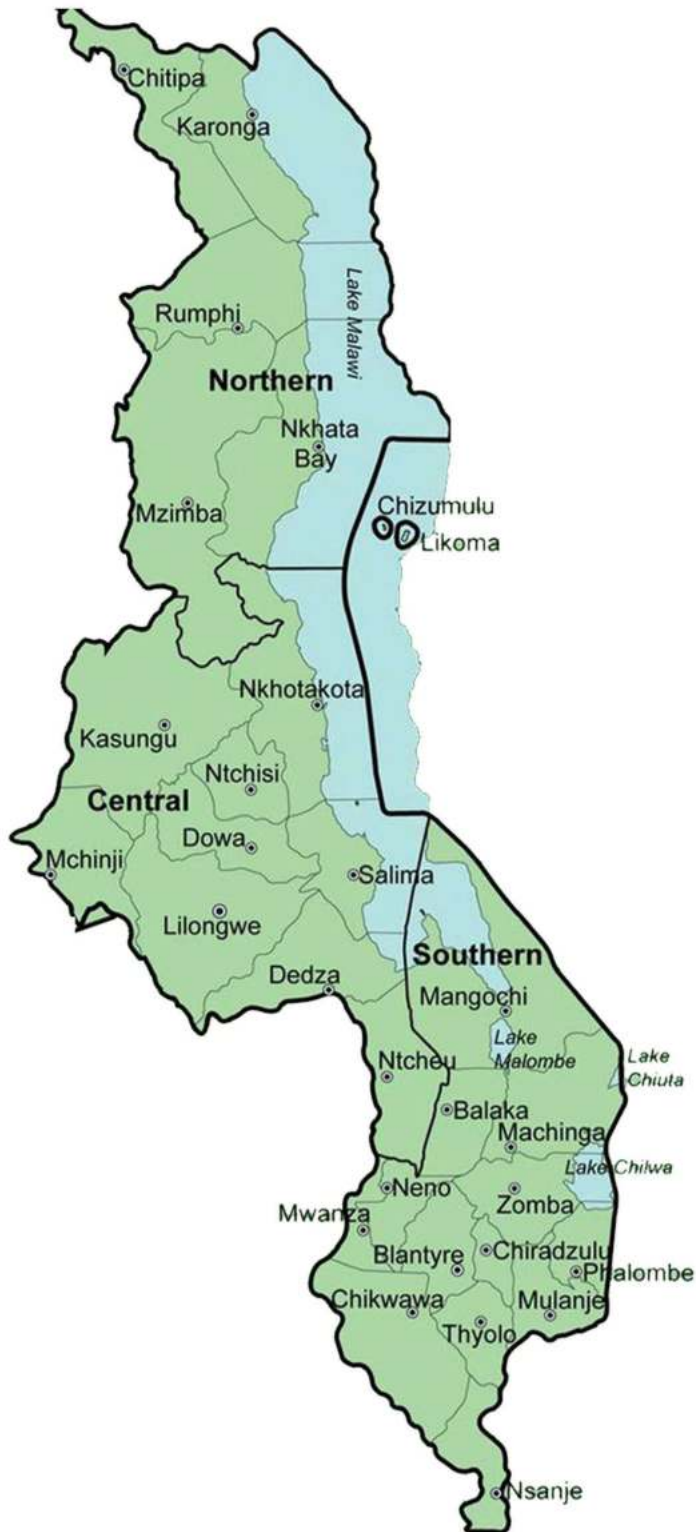 Chitipa
Karonga
Lake Malawi
Rumphi
Northern
Nkhata
Bay
Mzimba
Chizumulu
Likoma
Nkhotakota
Kasungu
Ntchisi
Central
Dowa
Mchinji
Salima
Lilongwe
Southern
Dedza
Mangochi
Lake
Malombe
Lake
Chiuta
Ntcheu
Balaka
Machinga
Lake Chilwa
Neno
Zomba
Mwanza
Chiradzulu
Blantyre
Phalombe
Chikwawa
Mulanje
Thyolo
Nsanje